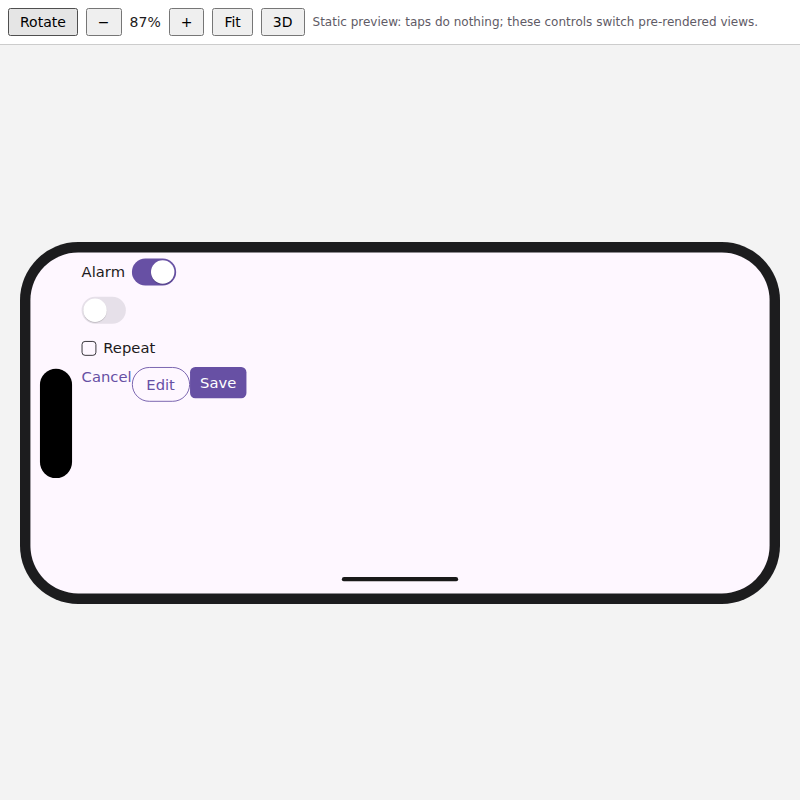 Rotate − 87% + Fit 3D Static preview: taps do nothing; these controls switch pre-rendered views.
Alarm
Repeat
Cancel Edit Save